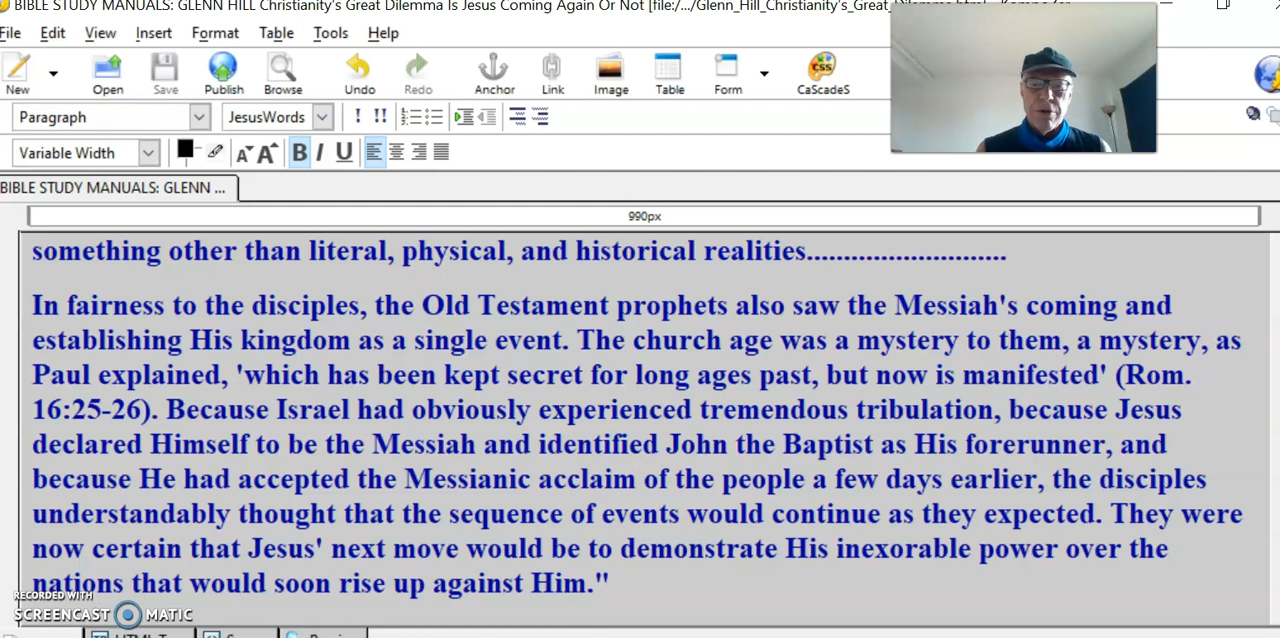 BIBLE STUDY MANUALS: GLENN HILL Christianity's Great Dilemma Is Jesus Coming Again Or Not [file:/.../Glenn_Hill_Christianity's_Great_
File Edit View Insert Format Table Tools Help
New Open Save Publish Browse Undo Redo Anchor Link Image Table Form CaScadeS
Paragraph JesusWords ! !!
Variable Width A A B I U
BIBLE STUDY MANUALS: GLENN ...
990px
something other than literal, physical, and historical realities...........................
In fairness to the disciples, the Old Testament prophets also saw the Messiah's coming and
establishing His kingdom as a single event. The church age was a mystery to them, a mystery, as
Paul explained, 'which has been kept secret for long ages past, but now is manifested' (Rom.
16:25-26). Because Israel had obviously experienced tremendous tribulation, because Jesus
declared Himself to be the Messiah and identified John the Baptist as His forerunner, and
because He had accepted the Messianic acclaim of the people a few days earlier, the disciples
understandably thought that the sequence of events would continue as they expected. They were
now certain that Jesus' next move would be to demonstrate His inexorable power over the
nations that would soon rise up against Him."
RECORDED WITH
SCREENCAST MATIC